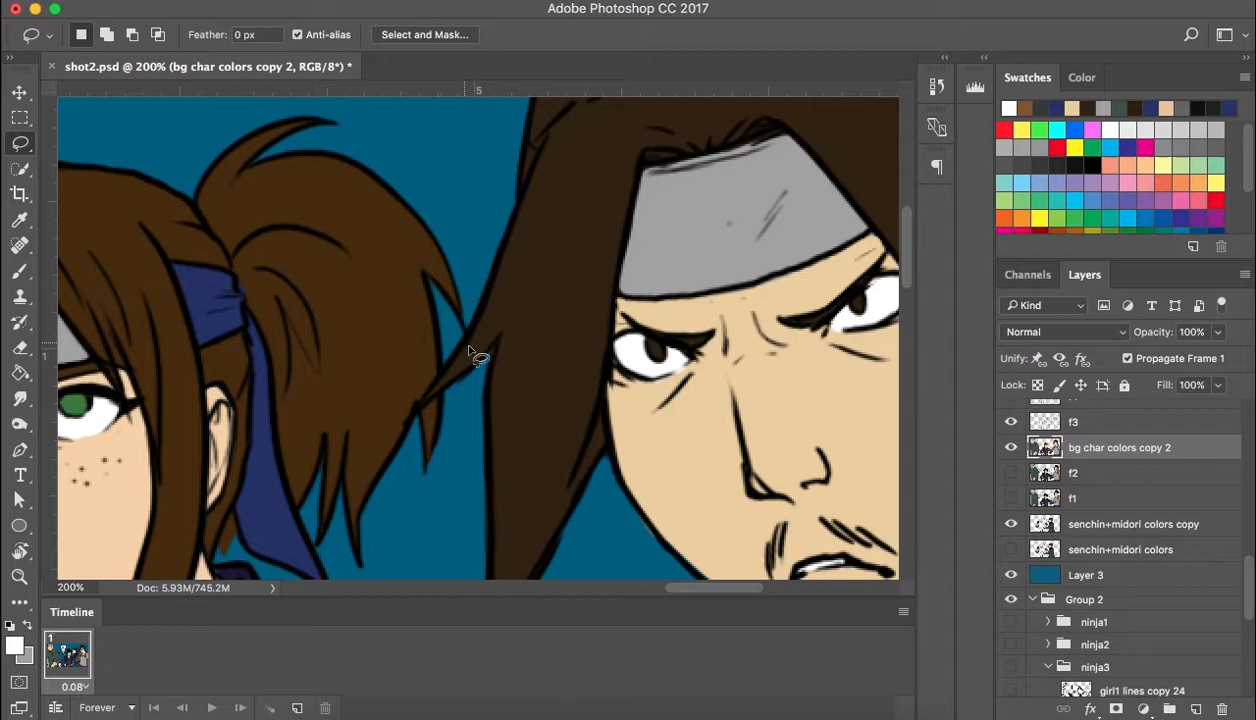 Adobe Photoshop CC 2017
Feather: 0 px
Anti-alias
Select and Mask...
shot2.psd @ 200% (bg char colors copy 2, RGB/8*) *
Swatches
Color
5
1
Channels
Layers
Kind
Normal
Opacity: 100%
Unify:
Propagate Frame 1
Lock:
Fill: 100%
f3
bg char colors copy 2
f2
f1
senchin+midori colors copy
senchin+midori colors
Layer 3
Group 2
ninja1
ninja2
ninja3
girl1 lines copy 24
200%
Doc: 5.93M/745.2M
Timeline
1
0.08
Forever